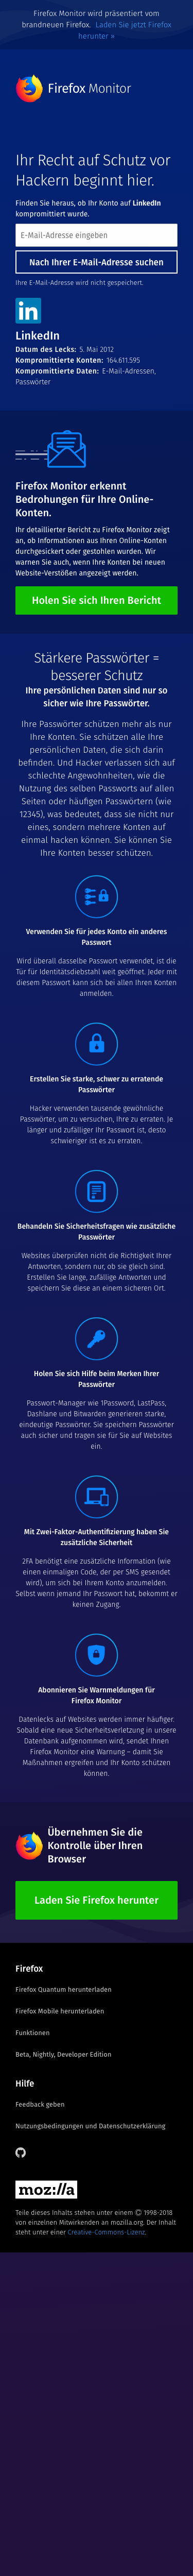 Firefox Monitor wird präsentiert vom
brandneuen Firefox. Laden Sie jetzt Firefox
herunter »
Firefox Monitor
Ihr Recht auf Schutz vor
Hackern beginnt hier.
Finden Sie heraus, ob Ihr Konto auf LinkedIn
kompromittiert wurde.
E-Mail-Adresse eingeben
Nach Ihrer E-Mail-Adresse suchen
Ihre E-Mail-Adresse wird nicht gespeichert.
in
LinkedIn
Datum des Lecks: 5. Mai 2012
Kompromittierte Konten: 164.611.595
Kompromittierte Daten: E-Mail-Adressen,
Passwörter
Firefox Monitor erkennt
Bedrohungen für Ihre Online-
Konten.
Ihr detaillierter Bericht zu Firefox Monitor zeigt
an, ob Informationen aus Ihren Online-Konten
durchgesickert oder gestohlen wurden. Wir
warnen Sie auch, wenn Ihre Konten bei neuen
Website-Verstößen angezeigt werden.
Holen Sie sich Ihren Bericht
Stärkere Passwörter =
besserer Schutz
Ihre persönlichen Daten sind nur so
sicher wie Ihre Passwörter.
Ihre Passwörter schützen mehr als nur
Ihre Konten. Sie schützen alle Ihre
persönlichen Daten, die sich darin
befinden. Und Hacker verlassen sich auf
schlechte Angewohnheiten, wie die
Nutzung des selben Passworts auf allen
Seiten oder häufigen Passwörtern (wie
12345), was bedeutet, dass sie nicht nur
eines, sondern mehrere Konten auf
einmal hacken können. Sie können Sie
Ihre Konten besser schützen.
Verwenden Sie für jedes Konto ein anderes
Passwort
Wird überall dasselbe Passwort verwendet, ist die
Tür für Identitätsdiebstahl weit geöffnet. Jeder mit
diesem Passwort kann sich bei allen Ihren Konten
anmelden.
Erstellen Sie starke, schwer zu erratende
Passwörter
Hacker verwenden tausende gewöhnliche
Passwörter, um zu versuchen, Ihre zu erraten. Je
länger und zufälliger Ihr Passwort ist, desto
schwieriger ist es zu erraten.
Behandeln Sie Sicherheitsfragen wie zusätzliche
Passwörter
Websites überprüfen nicht die Richtigkeit Ihrer
Antworten, sondern nur, ob sie gleich sind.
Erstellen Sie lange, zufällige Antworten und
speichern Sie diese an einem sicheren Ort.
Holen Sie sich Hilfe beim Merken Ihrer
Passwörter
Passwort-Manager wie 1Password, LastPass,
Dashlane und Bitwarden generieren starke,
eindeutige Passwörter. Sie speichern Passwörter
auch sicher und tragen sie für Sie auf Websites
ein.
Mit Zwei-Faktor-Authentifizierung haben Sie
zusätzliche Sicherheit
2FA benötigt eine zusätzliche Information (wie
einen einmaligen Code, der per SMS gesendet
wird), um sich bei Ihrem Konto anzumelden.
Selbst wenn jemand Ihr Passwort hat, bekommt er
keinen Zugang.
Abonnieren Sie Warnmeldungen für
Firefox Monitor
Datenlecks auf Websites werden immer häufiger.
Sobald eine neue Sicherheitsverletzung in unsere
Datenbank aufgenommen wird, sendet Ihnen
Firefox Monitor eine Warnung – damit Sie
Maßnahmen ergreifen und Ihr Konto schützen
können.
Übernehmen Sie die
Kontrolle über Ihren
Browser
Laden Sie Firefox herunter
Firefox
Firefox Quantum herunterladen
Firefox Mobile herunterladen
Funktionen
Beta, Nightly, Developer Edition
Hilfe
Feedback geben
Nutzungsbedingungen und Datenschutzerklärung
moz://a
Teile dieses Inhalts stehen unter einem © 1998-2018
von einzelnen Mitwirkenden an mozilla.org. Der Inhalt
steht unter einer Creative-Commons-Lizenz.